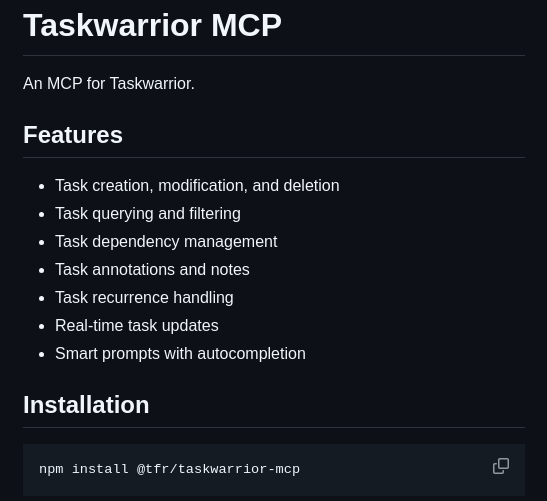 Taskwarrior MCP
An MCP for Taskwarrior.
Features
Task creation, modification, and deletion
Task querying and filtering
Task dependency management
Task annotations and notes
Task recurrence handling
Real-time task updates
Smart prompts with autocompletion
Installation
npm install @tfr/taskwarrior-mcp